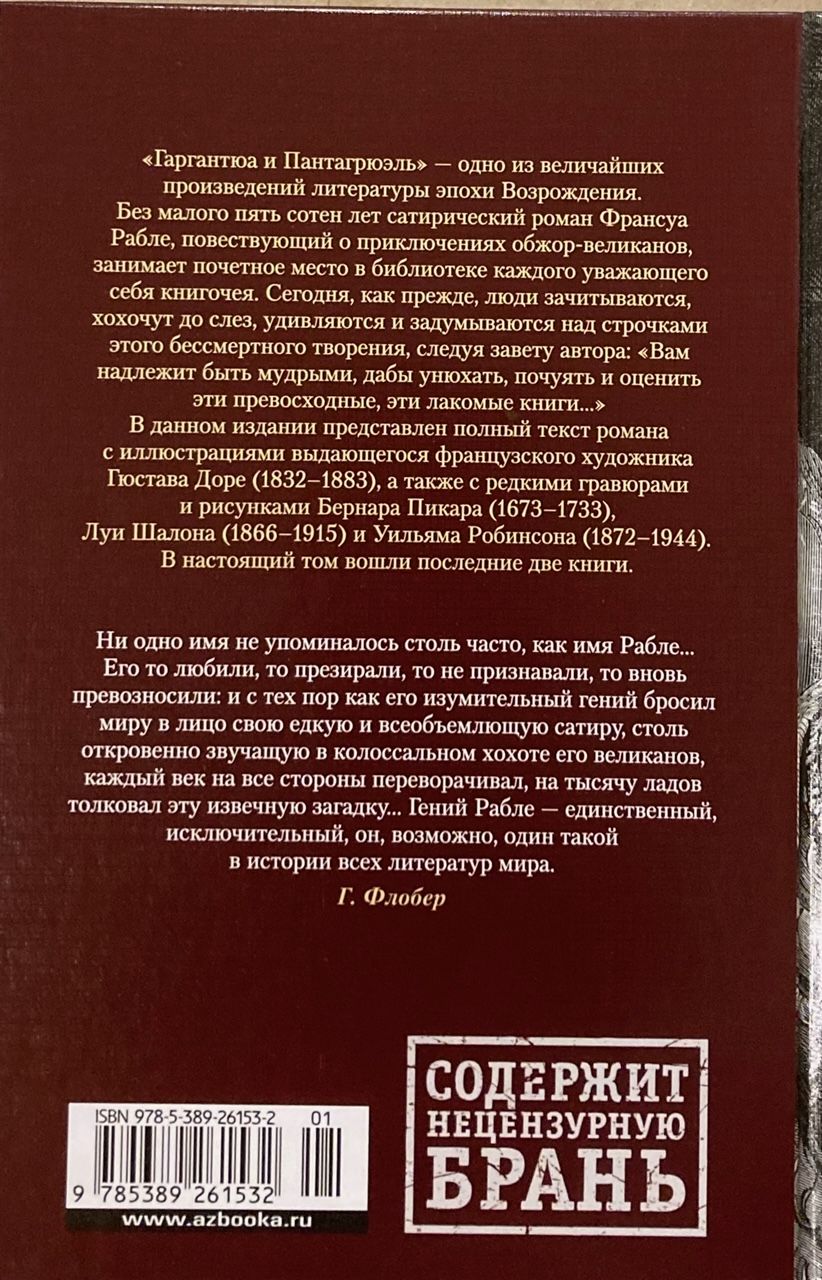 «Гаргантюа и Пантагрюэль» — одно из величайших
произведений литературы эпохи Возрождения.
Без малого пять сотен лет сатирический роман Франсуа
Рабле, повествующий о приключениях обжор-великанов,
занимает почетное место в библиотеке каждого уважающего
себя книгочея. Сегодня, как прежде, люди зачитываются,
хохочут до слез, удивляются и задумываются над строчками
этого бессмертного творения, следуя завету автора: «Вам
надлежит быть мудрыми, дабы унюхать, почуять и оценить
эти превосходные, эти лакомые книги...»
В данном издании представлен полный текст романа
с иллюстрациями выдающегося французского художника
Гюстава Доре (1832–1883), а также с редкими гравюрами
и рисунками Бернара Пикара (1673–1733),
Луи Шалона (1866–1915) и Уильяма Робинсона (1872–1944).
В настоящий том вошли последние две книги.
Ни одно имя не упоминалось столь часто, как имя Рабле...
Его то любили, то презирали, то не признавали, то вновь
превозносили: и с тех пор как его изумительный гений бросил
миру в лицо свою едкую и всеобъемлющую сатиру, столь
откровенно звучащую в колоссальном хохоте его великанов,
каждый век на все стороны переворачивал, на тысячу ладов
толковал эту извечную загадку... Гений Рабле — единственный,
исключительный, он, возможно, один такой
в истории всех литератур мира.
Г. Флобер
СОДЕРЖИТ
НЕЦЕНЗУРНУЮ
БРАНЬ
ISBN 978-5-389-26153-2 01
9 785389 261532
www.azbooka.ru